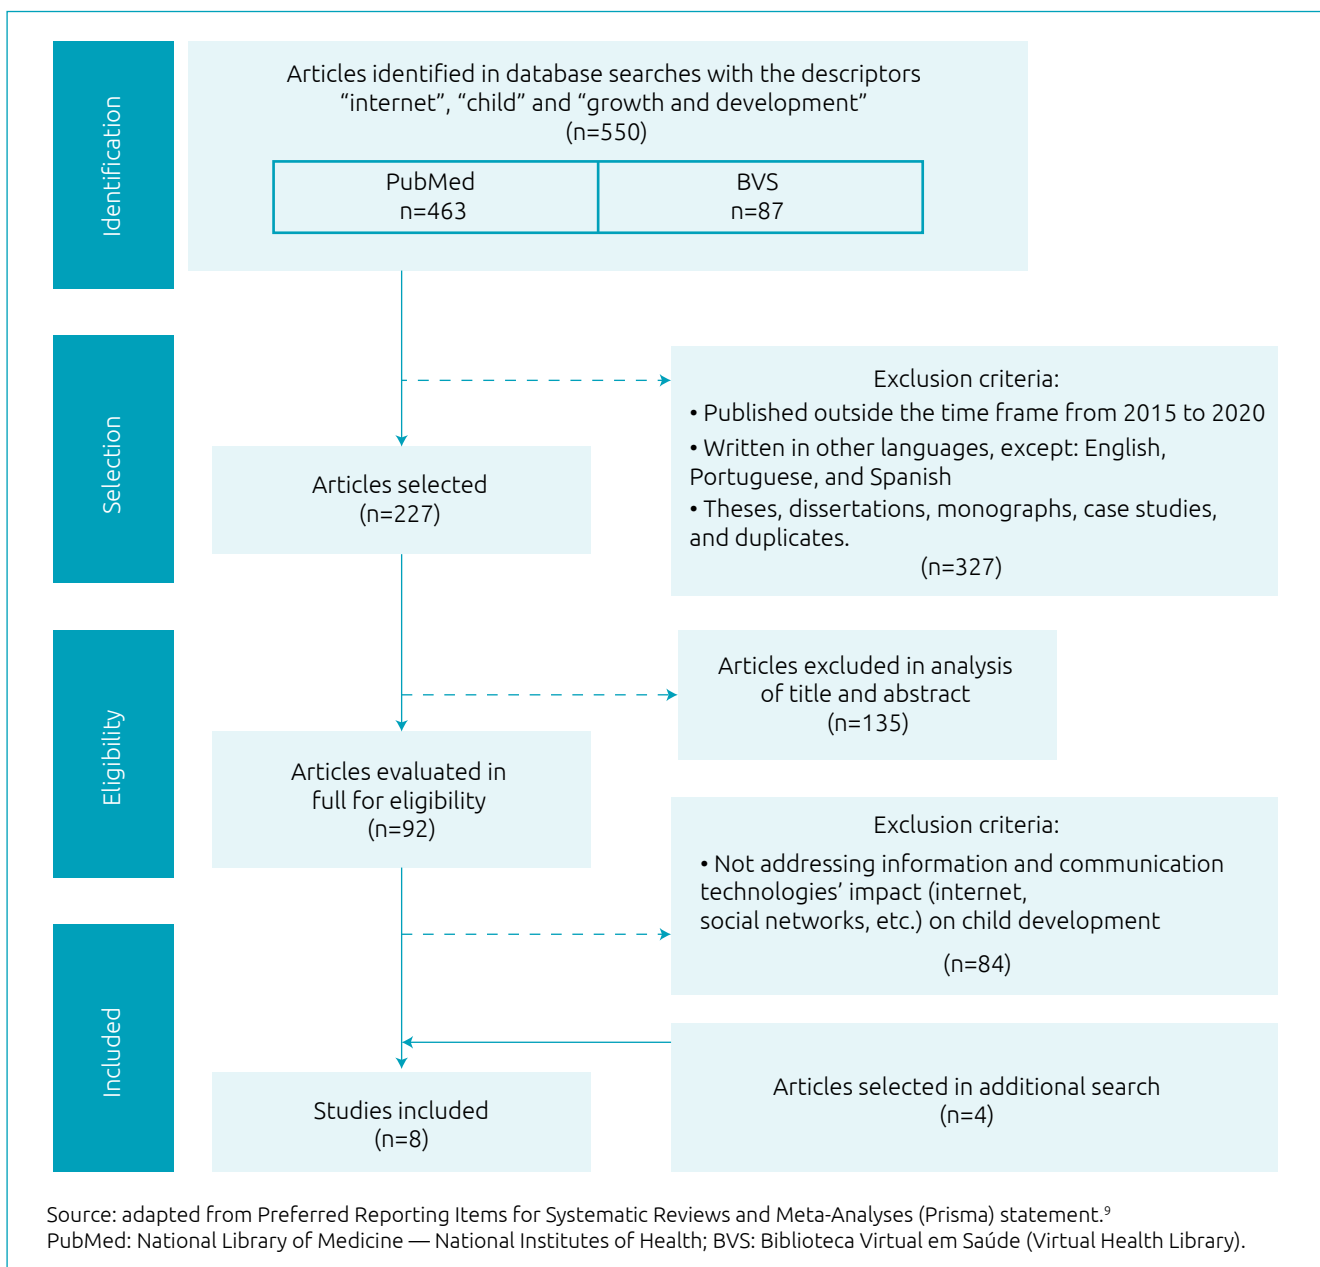 Identification
Articles identified in database searches with the descriptors
“internet”, “child” and “growth and development”
(n=550)
PubMed
n=463
BVS
n=87
Selection
Exclusion criteria:
• Published outside the time frame from 2015 to 2020
• Written in other languages, except: English,
Portuguese, and Spanish
• Theses, dissertations, monographs, case studies,
and duplicates.
(n=327)
Articles selected
(n=227)
Eligibility
Articles excluded in analysis
of title and abstract
(n=135)
Articles evaluated in
full for eligibility
(n=92)
Exclusion criteria:
• Not addressing information and communication
technologies’ impact (internet,
social networks, etc.) on child development
(n=84)
Included
Articles selected in additional search
(n=4)
Studies included
(n=8)
Source: adapted from Preferred Reporting Items for Systematic Reviews and Meta-Analyses (Prisma) statement.⁹
PubMed: National Library of Medicine — National Institutes of Health; BVS: Biblioteca Virtual em Saúde (Virtual Health Library).